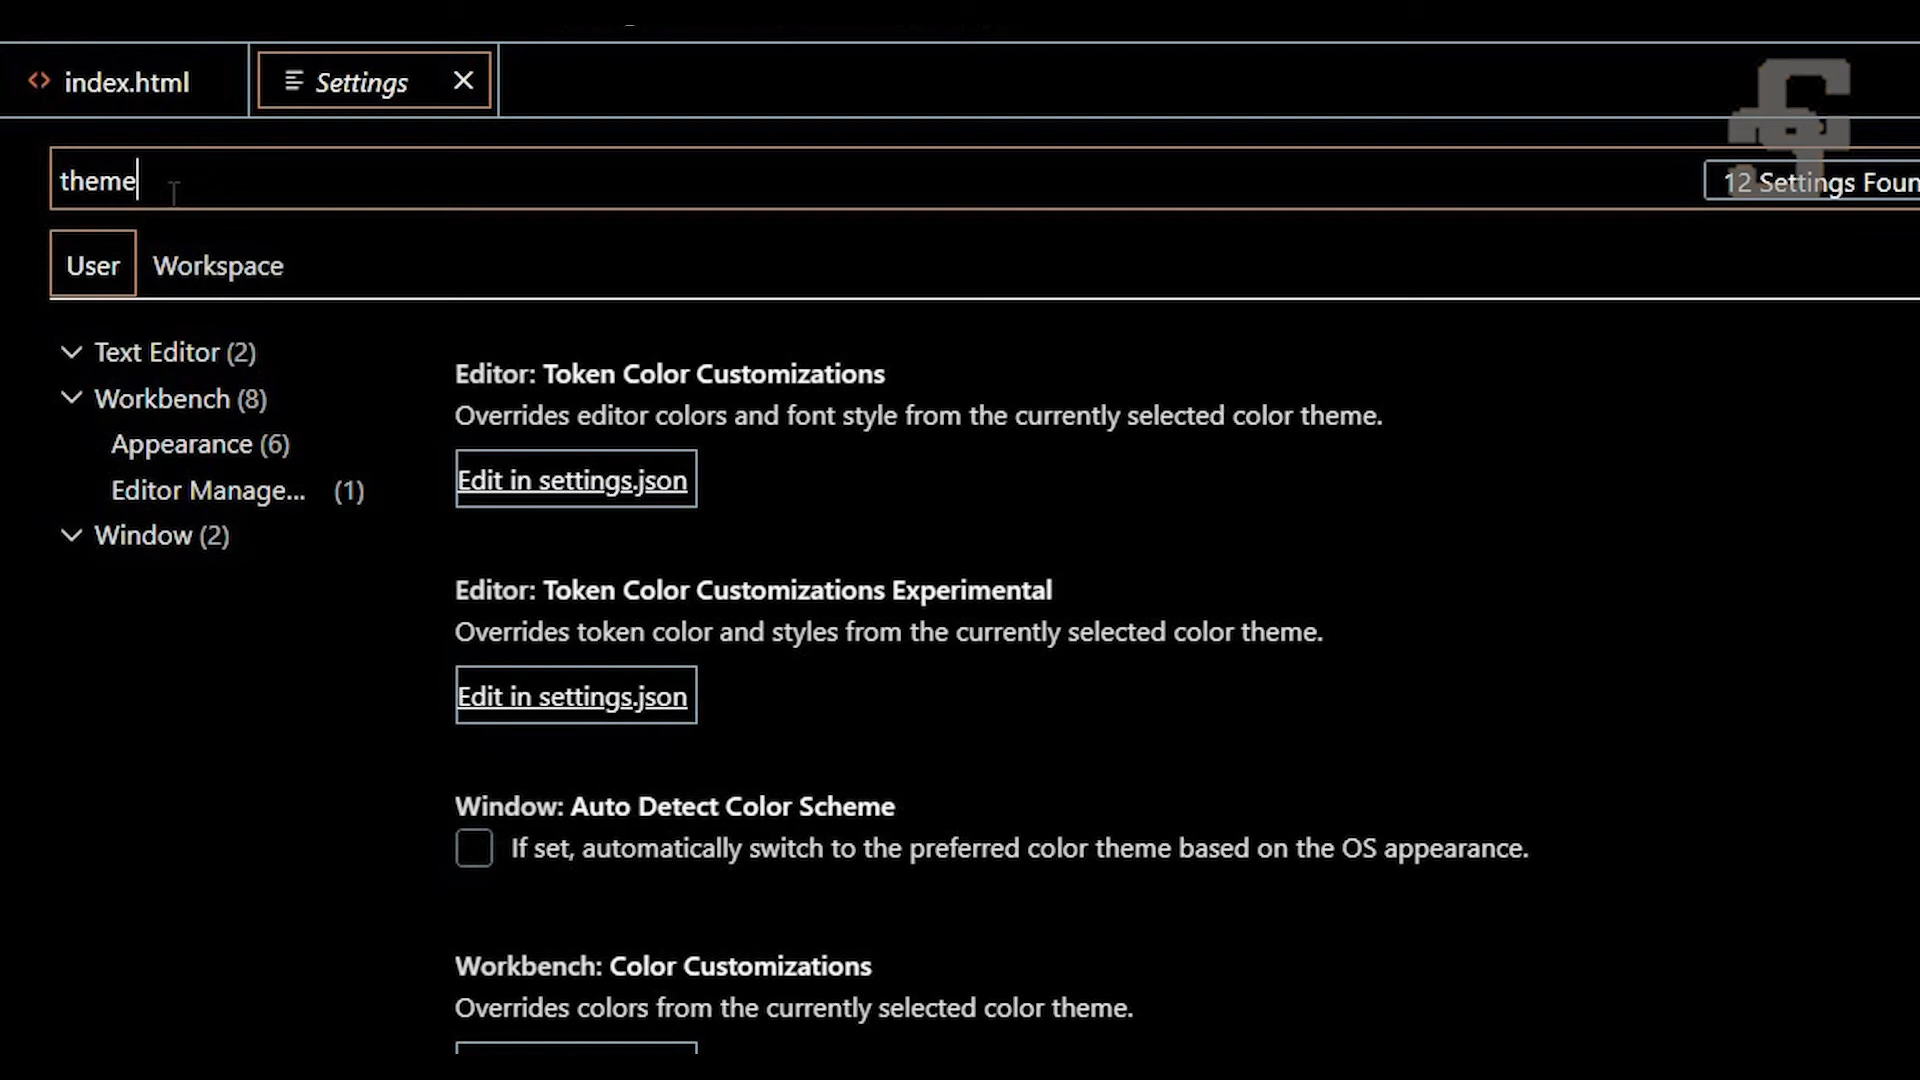 index.html
Settings
theme
12 Settings Foun
User Workspace
Text Editor (2)
Workbench (8)
Appearance (6)
Editor Manage... (1)
Window (2)
Editor: Token Color Customizations
Overrides editor colors and font style from the currently selected color theme.
Edit in settings.json
Editor: Token Color Customizations Experimental
Overrides token color and styles from the currently selected color theme.
Edit in settings.json
Window: Auto Detect Color Scheme
If set, automatically switch to the preferred color theme based on the OS appearance.
Workbench: Color Customizations
Overrides colors from the currently selected color theme.